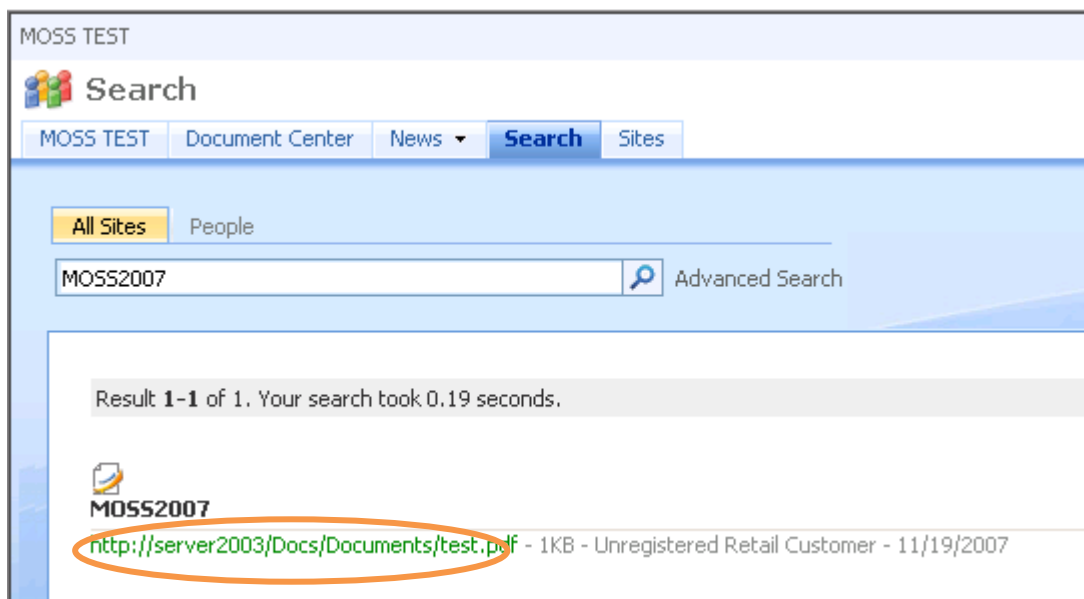 MOSS TEST
Search
MOSS TEST Document Center News Search Sites
All Sites People
MOSS2007 Advanced Search
Result 1-1 of 1. Your search took 0.19 seconds.
MOSS2007
http://server2003/Docs/Documents/test.pdf - 1KB - Unregistered Retail Customer - 11/19/2007